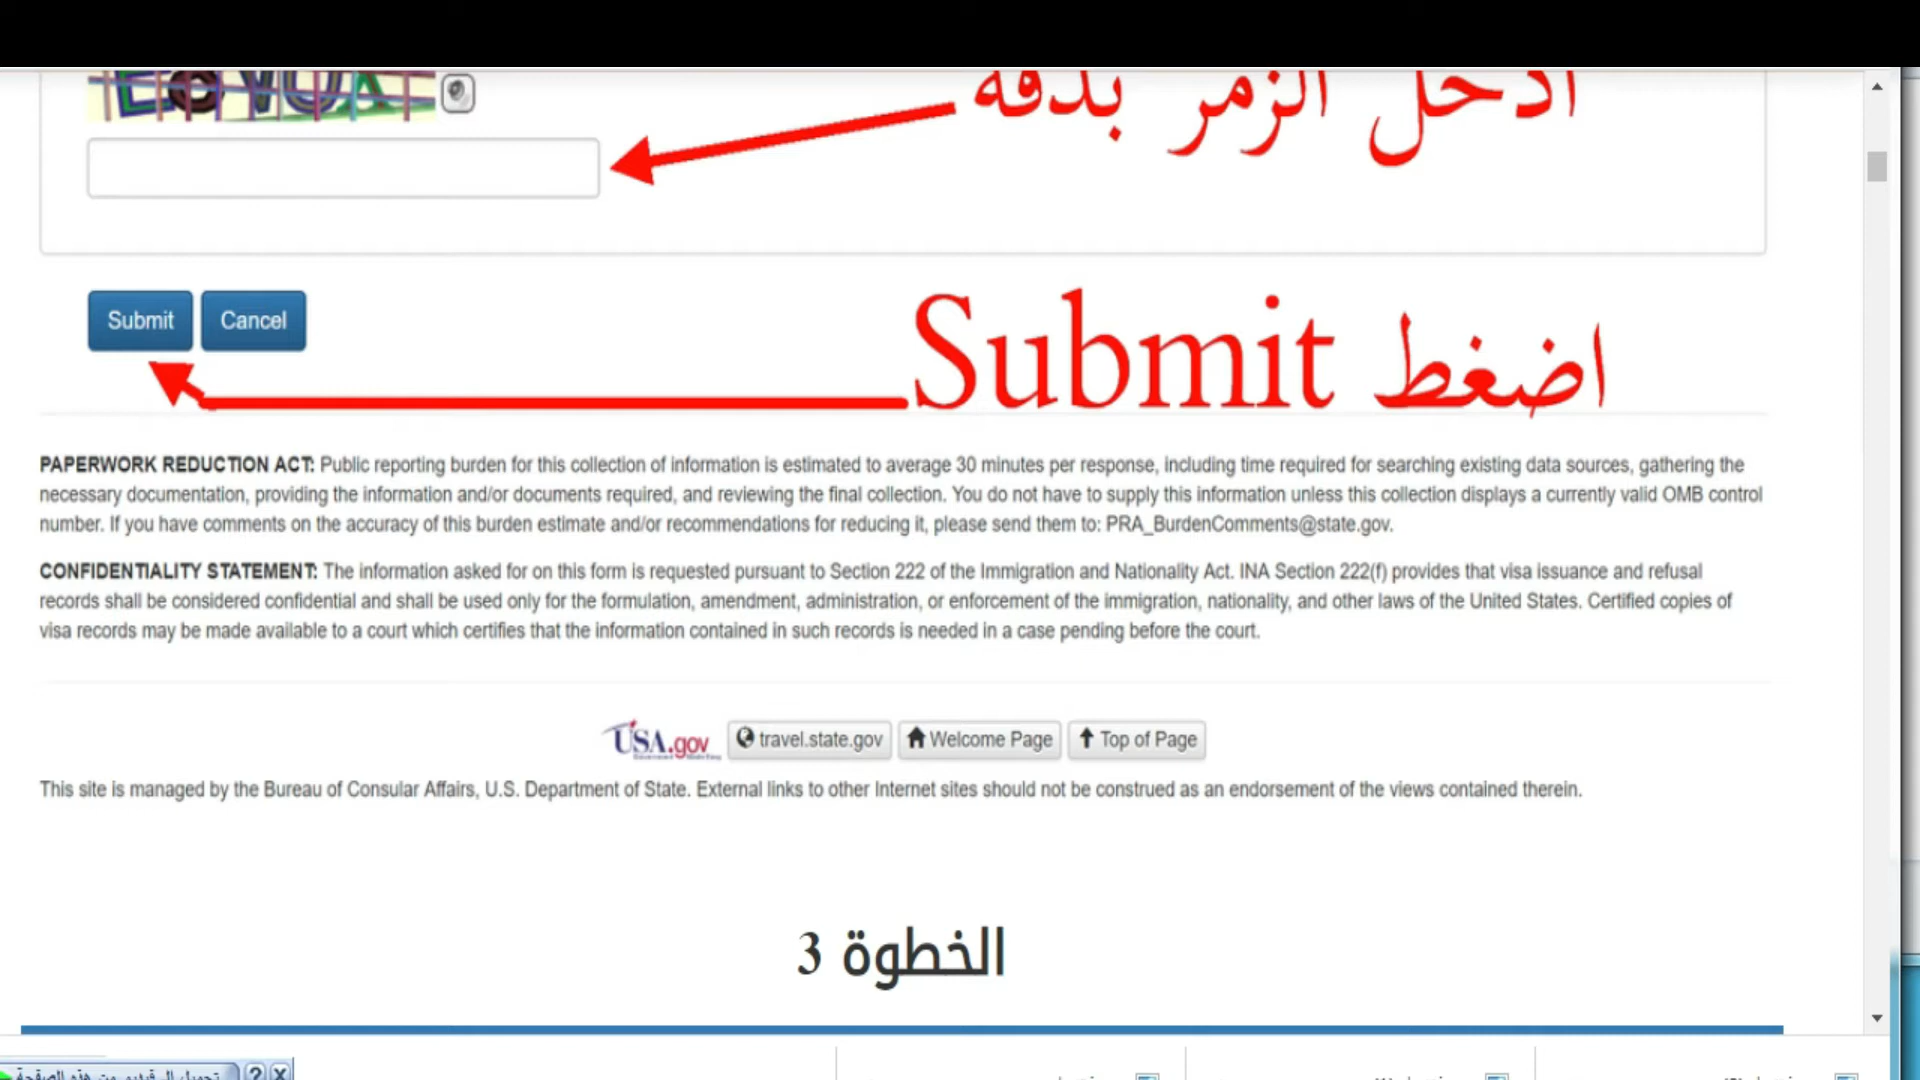 ادخل الزمر بدقة
Submit Cancel
اضغط Submit
PAPERWORK REDUCTION ACT: Public reporting burden for this collection of information is estimated to average 30 minutes per response, including time required for searching existing data sources, gathering the
necessary documentation, providing the information and/or documents required, and reviewing the final collection. You do not have to supply this information unless this collection displays a currently valid OMB control
number. If you have comments on the accuracy of this burden estimate and/or recommendations for reducing it, please send them to: PRA_BurdenComments@state.gov.
CONFIDENTIALITY STATEMENT: The information asked for on this form is requested pursuant to Section 222 of the Immigration and Nationality Act. INA Section 222(f) provides that visa issuance and refusal
records shall be considered confidential and shall be used only for the formulation, amendment, administration, or enforcement of the immigration, nationality, and other laws of the United States. Certified copies of
visa records may be made available to a court which certifies that the information contained in such records is needed in a case pending before the court.
USA.gov travel.state.gov Welcome Page Top of Page
This site is managed by the Bureau of Consular Affairs, U.S. Department of State. External links to other Internet sites should not be construed as an endorsement of the views contained therein.
الخطوة 3
تحميل الفيديو من هذه الصفحة ? X